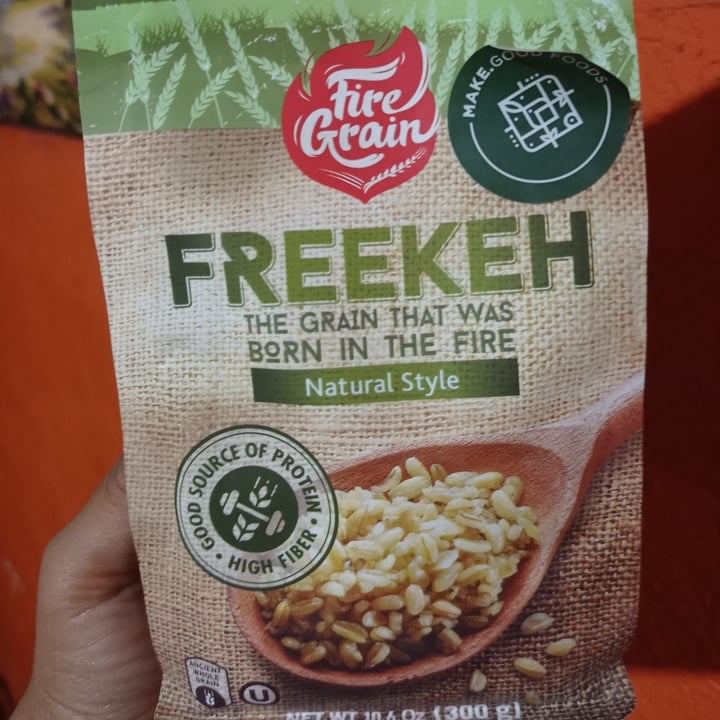 Fire
Grain
MAKE.GOOD FOODS
FREEKEH
THE GRAIN THAT WAS
BORN IN THE FIRE
Natural Style
GOOD SOURCE OF PROTEIN
• HIGH FIBER •
ANCIENT
WHOLE
GRAIN
U
NET WT 10.6 Oz (300 g)